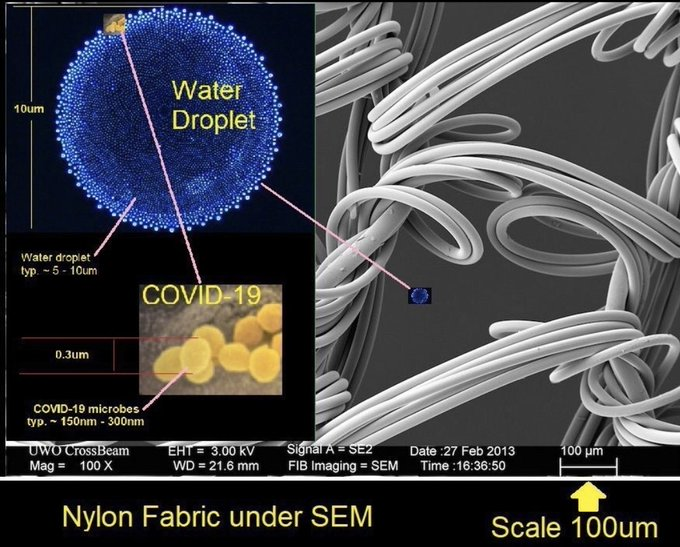 Water
Droplet
10um
Water droplet
typ. ~ 5 - 10um
COVID-19
0.3um
COVID-19 microbes
typ. ~ 150nm - 300nm
UWO CrossBeam
Mag = 100 X
EHT = 3.00 kV
WD = 21.6 mm
Signal A = SE2
FIB Imaging = SEM
Date :27 Feb 2013
Time :16:36:50
100 µm
Nylon Fabric under SEM
Scale 100um